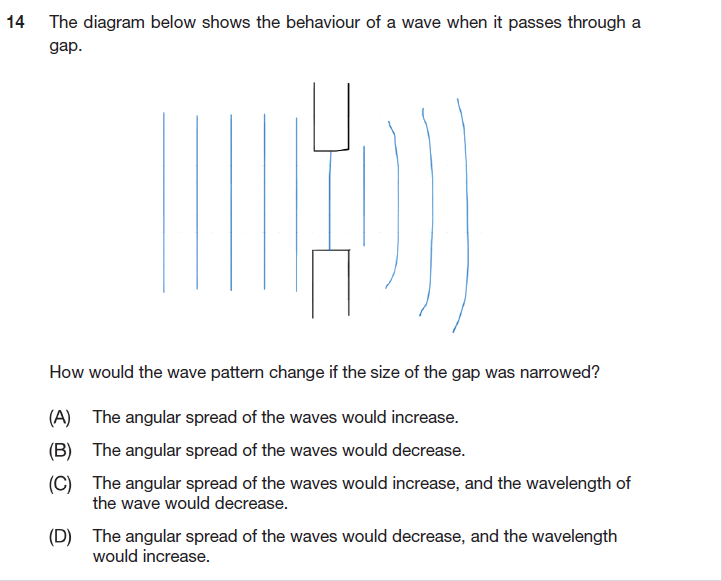 14 The diagram below shows the behaviour of a wave when it passes through a
gap.
How would the wave pattern change if the size of the gap was narrowed?
(A) The angular spread of the waves would increase.
(B) The angular spread of the waves would decrease.
(C) The angular spread of the waves would increase, and the wavelength of
the wave would decrease.
(D) The angular spread of the waves would decrease, and the wavelength
would increase.